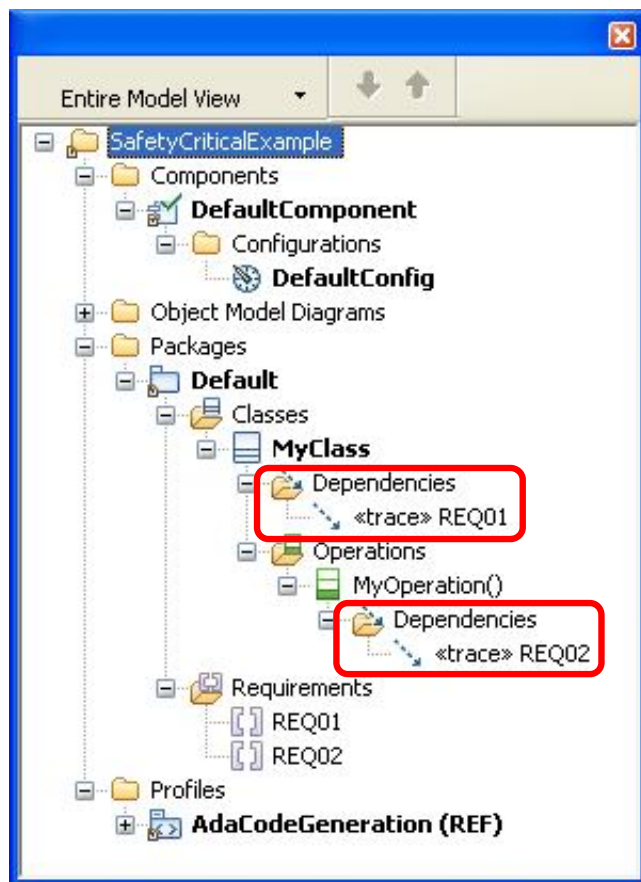 Entire Model View
SafetyCriticalExample
Components
DefaultComponent
Configurations
DefaultConfig
Object Model Diagrams
Packages
Default
Classes
MyClass
Dependencies
«trace» REQ01
Operations
MyOperation()
Dependencies
«trace» REQ02
Requirements
REQ01
REQ02
Profiles
AdaCodeGeneration (REF)